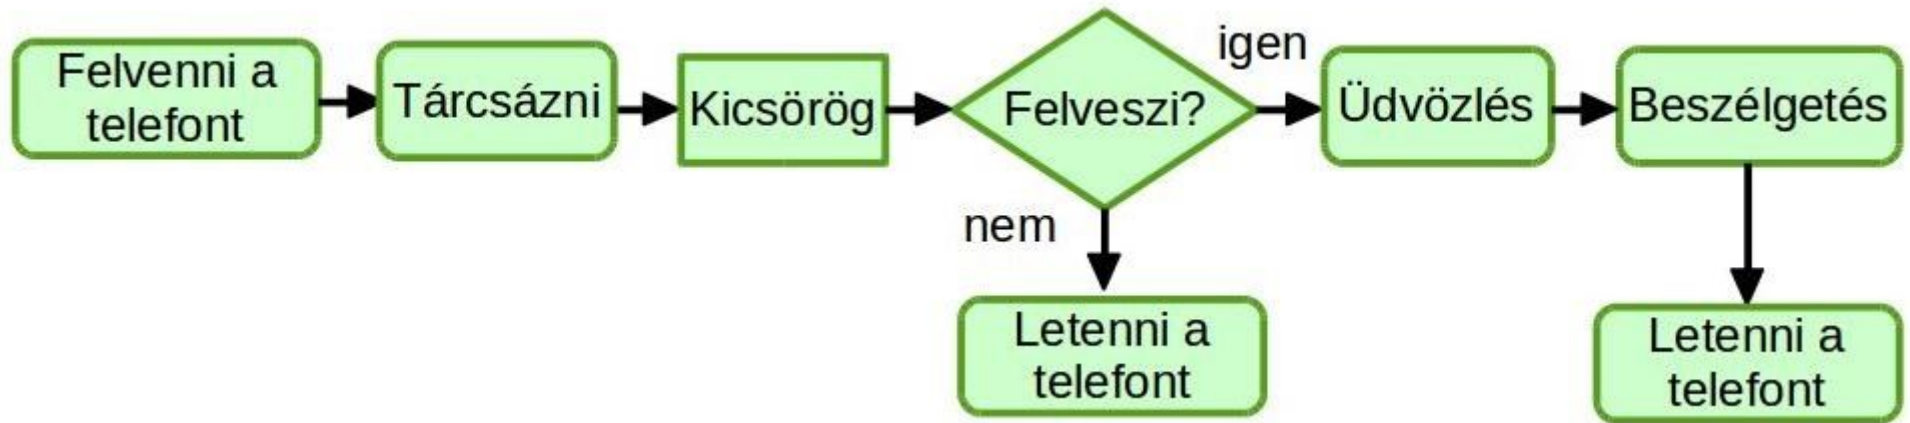 Felvenni a
telefont
Tárcsázni
Kicsörög
Felveszi?
igen
Üdvözlés
Beszélgetés
nem
Letenni a
telefont
Letenni a
telefont